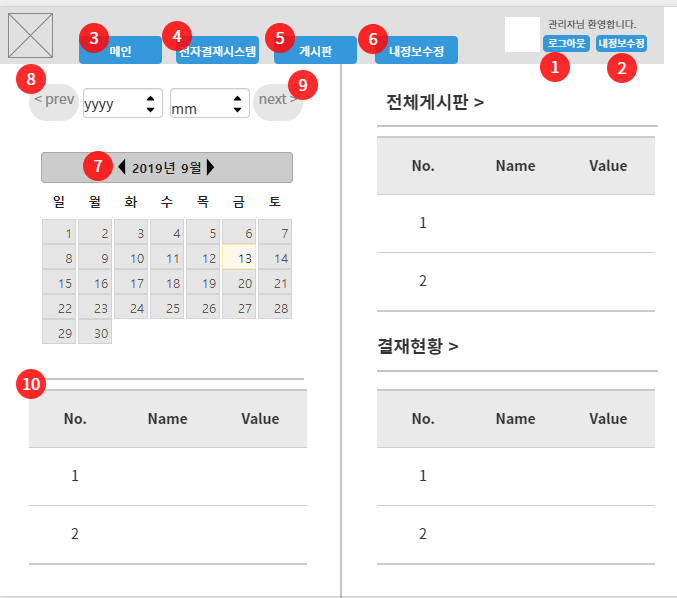 관리자님 환영합니다.
3 메인
4 전자결재시스템
5 게시판
6 내정보수정
로그아웃 내정보수정
1 2
8 9
< prev yyyy mm next >
7 2019년 9월
일 월 화 수 목 금 토
1 2 3 4 5 6 7
8 9 10 11 12 13 14
15 16 17 18 19 20 21
22 23 24 25 26 27 28
29 30
10
No. Name Value
1
2
전체게시판 >
No. Name Value
1
2
결재현황 >
No. Name Value
1
2